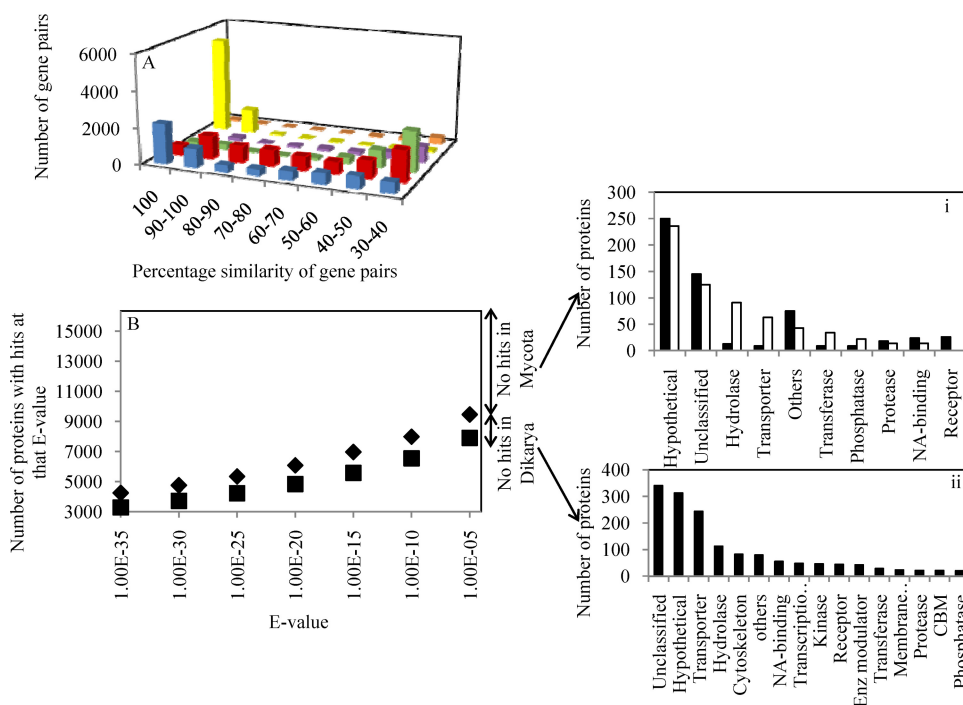 Number of gene pairs
6000
4000
2000
0
A
100
90-100
80-90
70-80
60-70
50-60
40-50
30-40
Percentage similarity of gene pairs
Number of proteins with hits at
that E-value
B
15000
13000
11000
9000
7000
5000
3000
1.00E-35
1.00E-30
1.00E-25
1.00E-20
1.00E-15
1.00E-10
1.00E-05
E-value
No hits in
Mycota
No hits in
Dikarya
Number of proteins
300
250
200
150
100
50
0
i
Hypothetical
Unclassified
Hydrolase
Transporter
Others
Transferase
Phosphatase
Protease
NA-binding
Receptor
Number of proteins
400
300
200
100
0
ii
Unclassified
Hypothetical
Transporter
Hydrolase
Cytoskeleton
others
NA-binding
Transcriptio..
Kinase
Receptor
Enz modulator
Transferase
Membrane..
Protease
CBM
Phosphatase